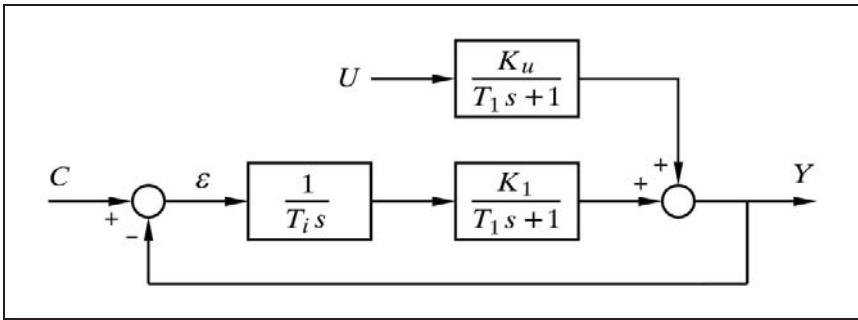 U
K_u
T_1 s + 1
+
C
ε
1
T_i s
K_1
T_1 s + 1
+
Y
+
−